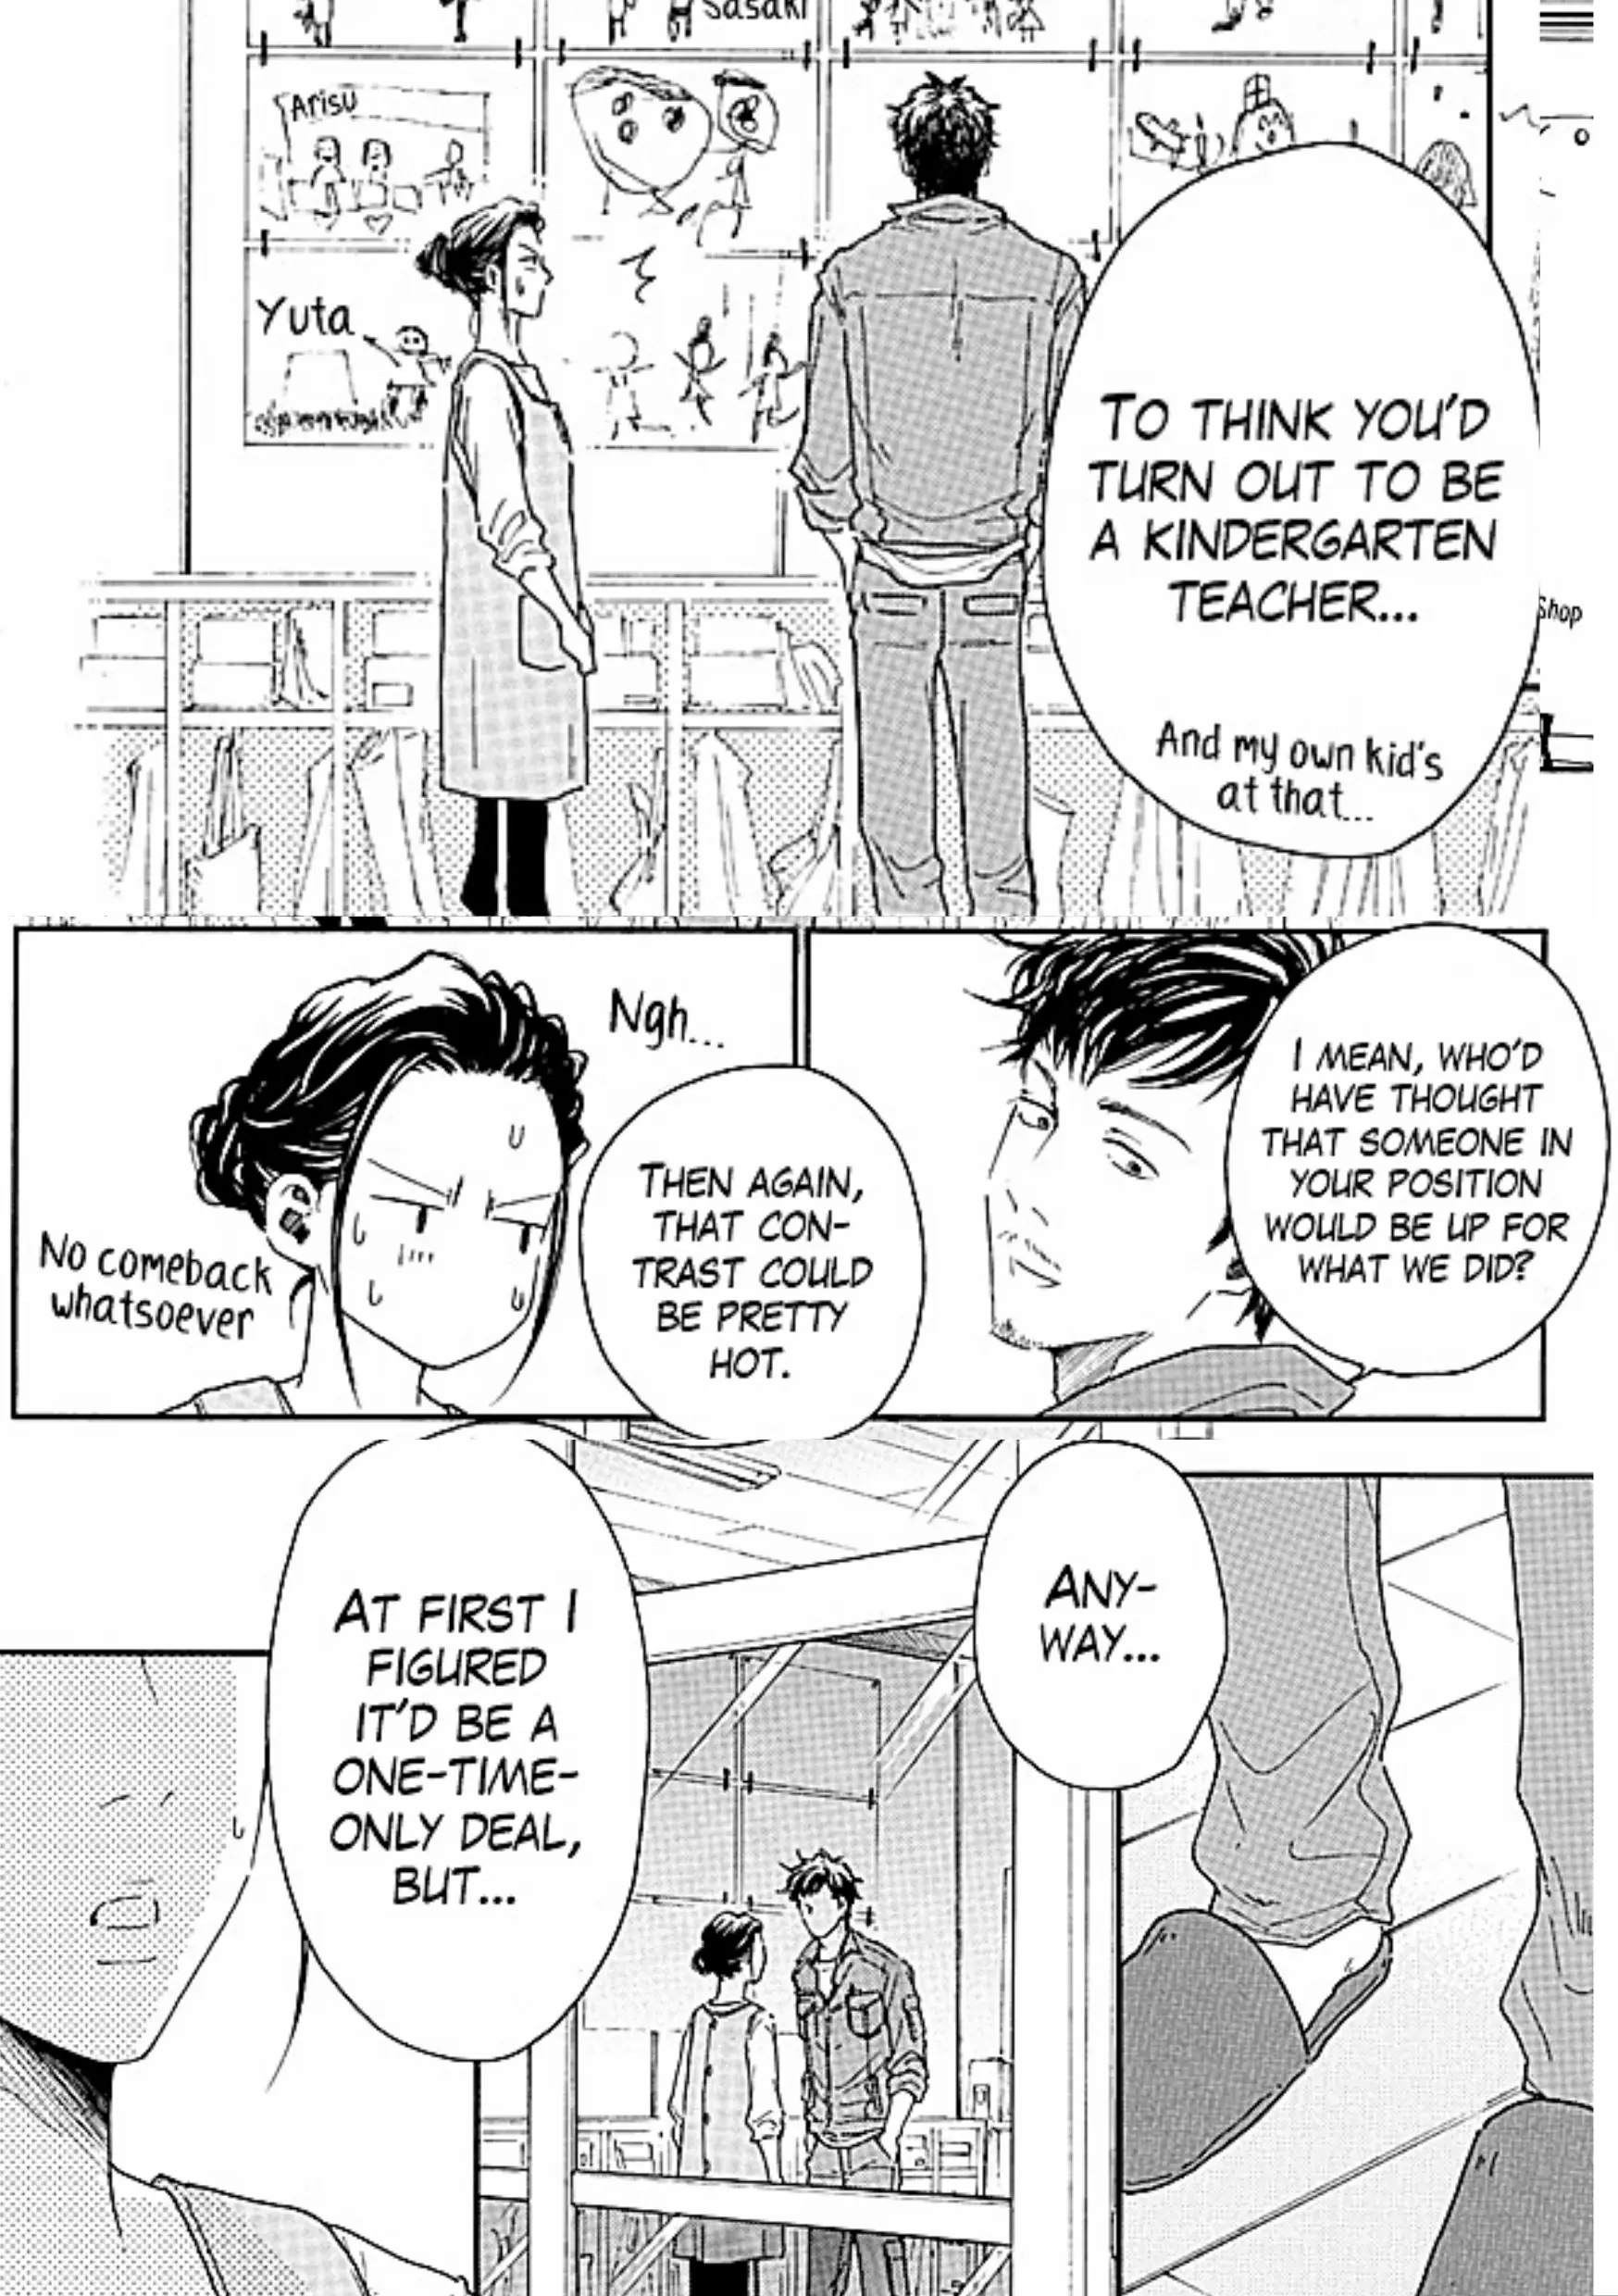 Sasaki
Arisu
Yuta
TO THINK YOU'D
TURN OUT TO BE
A KINDERGARTEN
TEACHER...
And my own kid's
at that...
Shop
I MEAN, WHO'D
HAVE THOUGHT
THAT SOMEONE IN
YOUR POSITION
WOULD BE UP FOR
WHAT WE DID?
THEN AGAIN,
THAT CON-
TRAST COULD
BE PRETTY
HOT.
Ngh...
No comeback
whatsoever
ANY-
WAY...
AT FIRST I
FIGURED
IT'D BE A
ONE-TIME-
ONLY DEAL,
BUT...